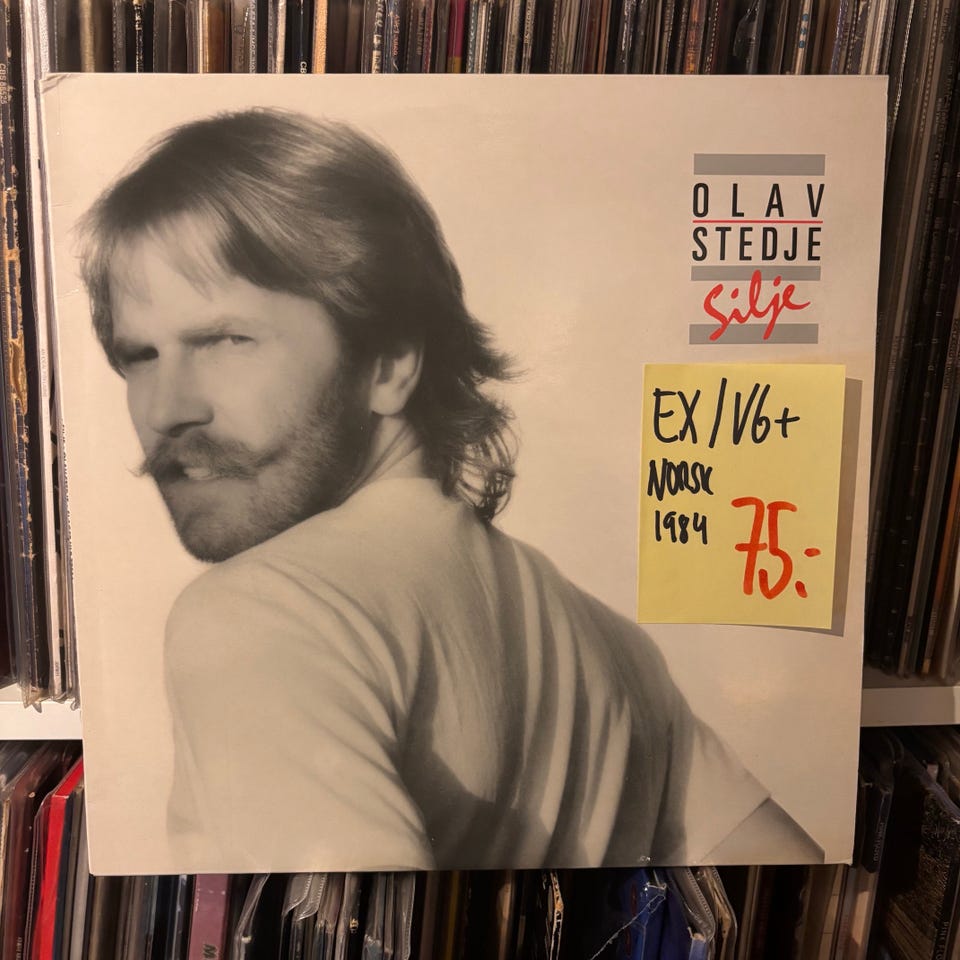 OLAV
STEDJE
Silje
EX/VG+
NORSK
1984
75.-